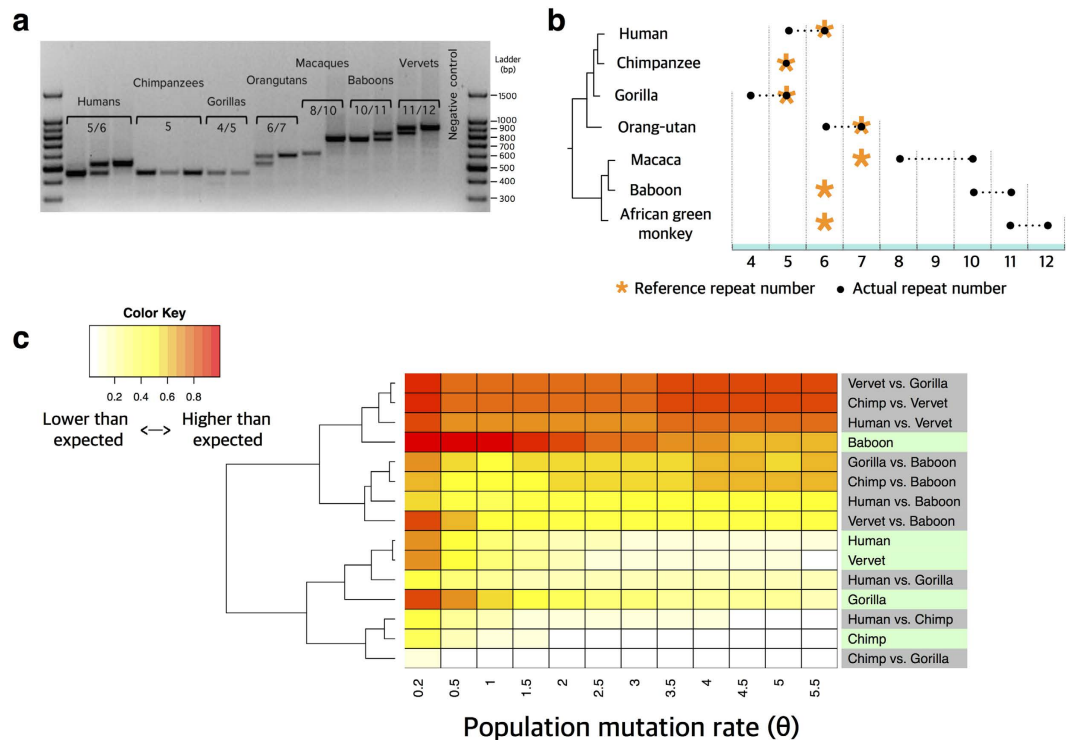 a
Ladder
(bp)
Negative control
Macaques
Vervets
Chimpanzees
Orangutans
Baboons
Humans
Gorillas
8/10
10/11
11/12
5/6
5
4/5
6/7
1500
1000
900
800
700
600
500
400
300
b
Human
Chimpanzee
Gorilla
Orang-utan
Macaca
Baboon
African green
monkey
4 5 6 7 8 9 10 11 12
* Reference repeat number
• Actual repeat number
c
Color Key
0.2 0.4 0.6 0.8
Lower than
expected
<-->
Higher than
expected
Vervet vs. Gorilla
Chimp vs. Vervet
Human vs. Vervet
Baboon
Gorilla vs. Baboon
Chimp vs. Baboon
Human vs. Baboon
Vervet vs. Baboon
Human
Vervet
Human vs. Gorilla
Gorilla
Human vs. Chimp
Chimp
Chimp vs. Gorilla
0.2 0.5 1 1.5 2 2.5 3 3.5 4 4.5 5 5.5
Population mutation rate (θ)